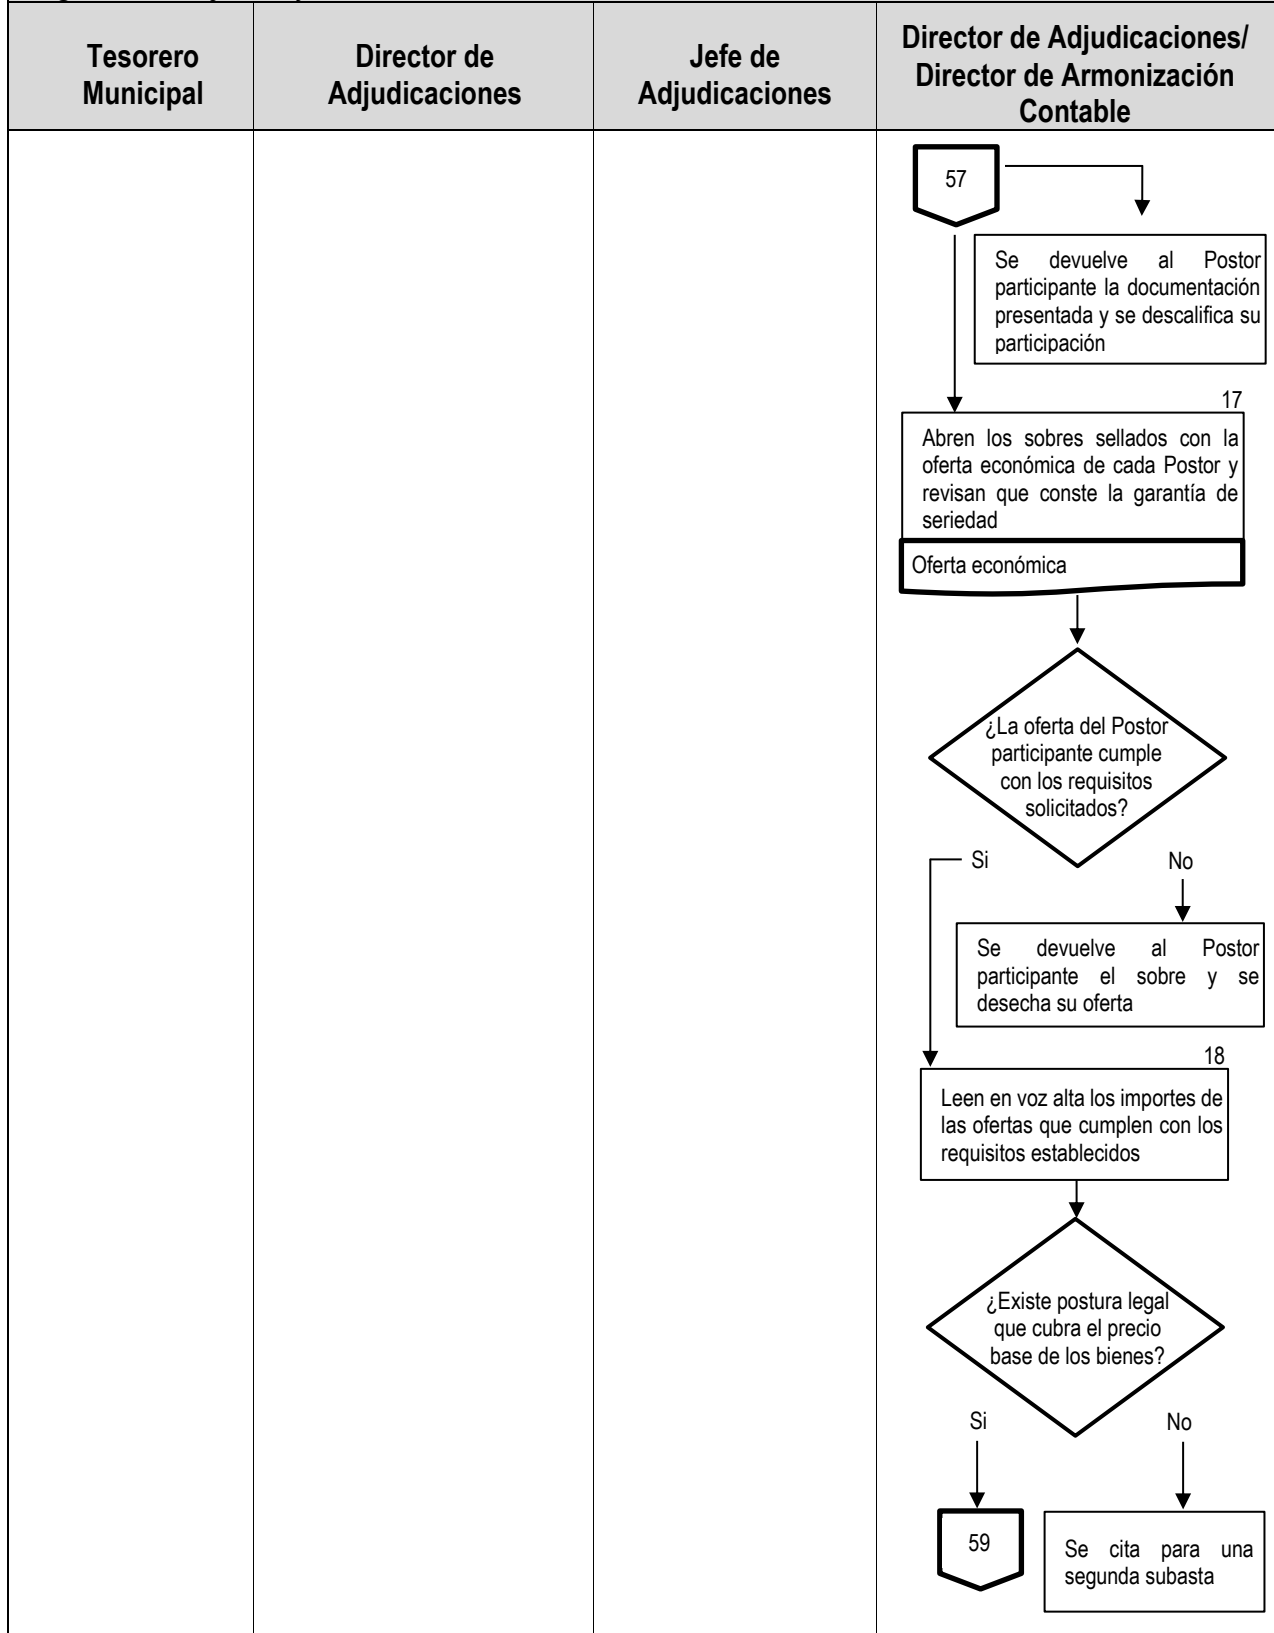 Tesorero
Municipal
Director de
Adjudicaciones
Jefe de
Adjudicaciones
Director de Adjudicaciones/
Director de Armonización
Contable
57
Se devuelve al Postor
participante la documentación
presentada y se descalifica su
participación
17
Abren los sobres sellados con la
oferta económica de cada Postor y
revisan que conste la garantía de
seriedad
Oferta económica
¿La oferta del Postor
participante cumple
con los requisitos
solicitados?
Si
No
Se devuelve al Postor
participante el sobre y se
desecha su oferta
18
Leen en voz alta los importes de
las ofertas que cumplen con los
requisitos establecidos
¿Existe postura legal
que cubra el precio
base de los bienes?
Si
No
59
Se cita para una
segunda subasta